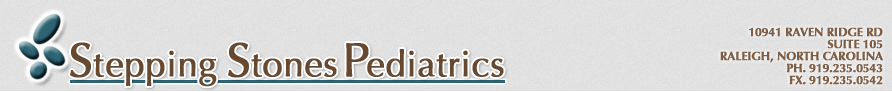 Stepping Stones Pediatrics
10941 RAVEN RIDGE RD
SUITE 105
RALEIGH, NORTH CAROLINA
PH. 919.235.0543
FX. 919.235.0542